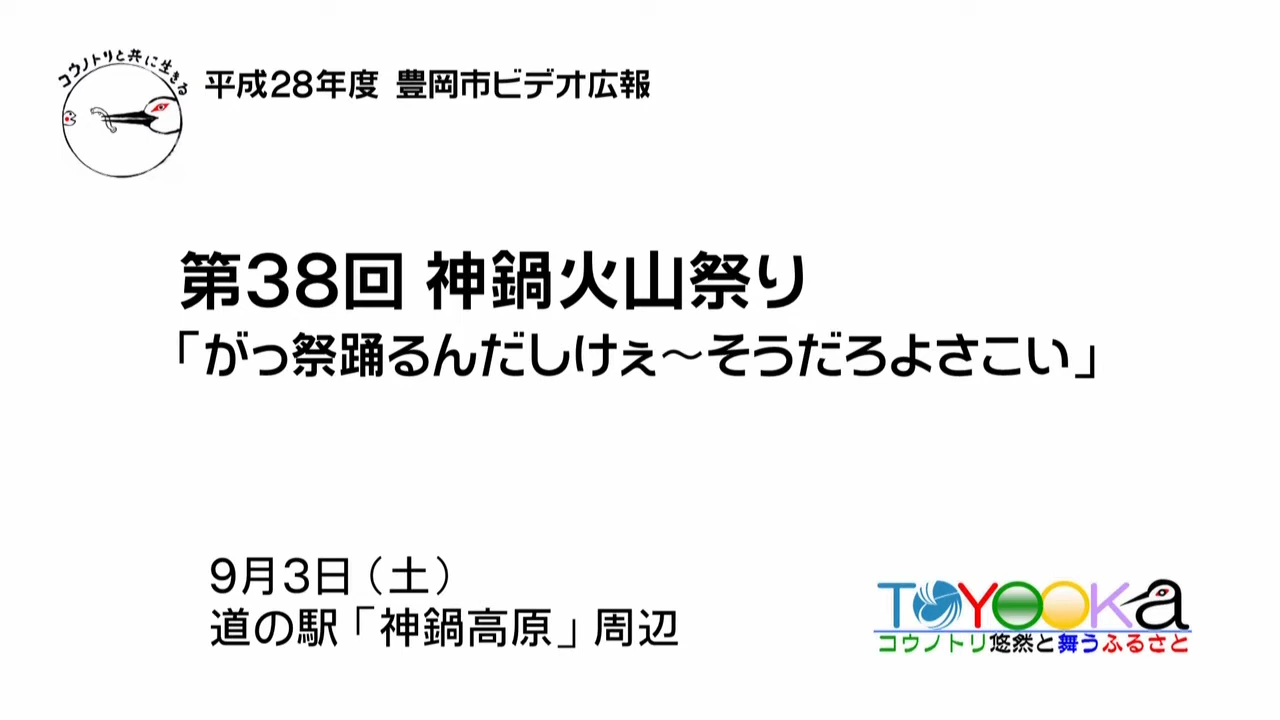 コウノトリと共に生きる
平成28年度 豊岡市ビデオ広報
第38回 神鍋火山祭り
「がっ祭踊るんだしけぇ～そうだろよさこい」
9月3日（土）
道の駅「神鍋高原」周辺
TOYOOKa
コウノトリ悠然と舞うふるさと